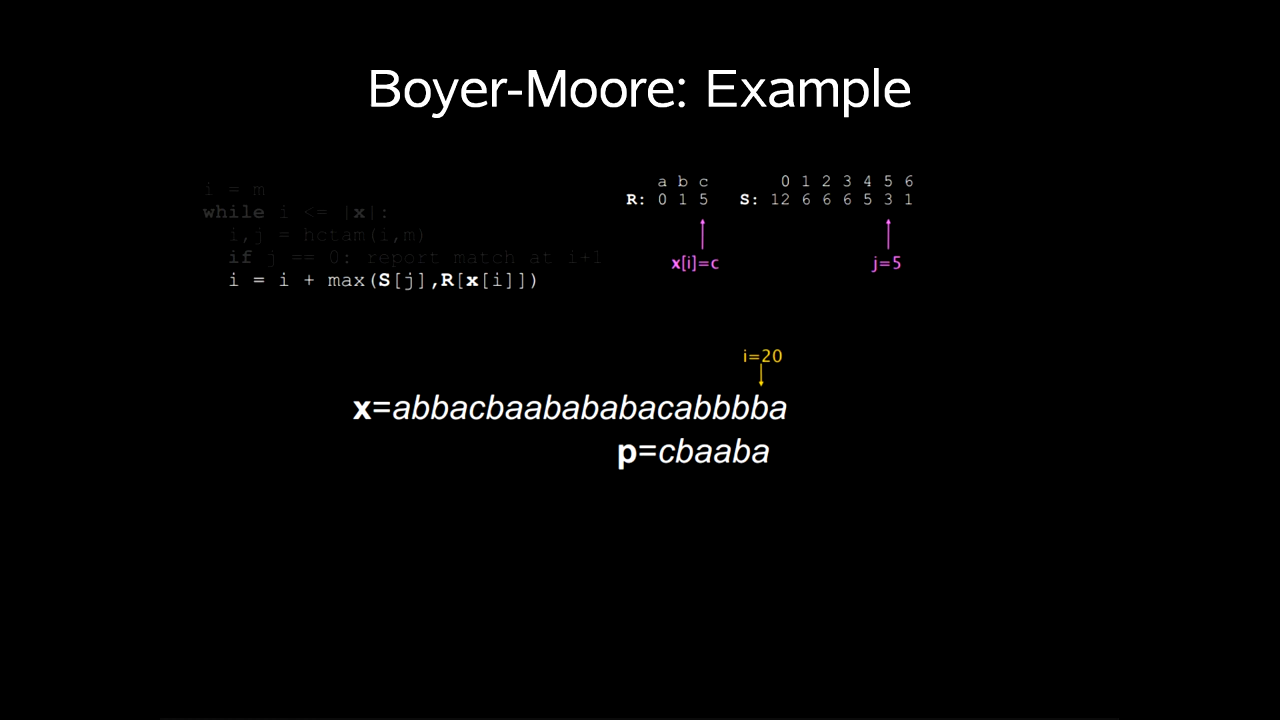 Boyer-Moore: Example
i = m
while i <= |x|:
i,j = hctam(i,m)
if j == 0: report match at i+1
i = i + max(S[j],R[x[i]])
a b c
R: 0 1 5
0 1 2 3 4 5 6
S: 12 6 6 6 5 3 1
x[i]=c
j=5
i=20
x=abbacbaabababacabbbba
p=cbaaba